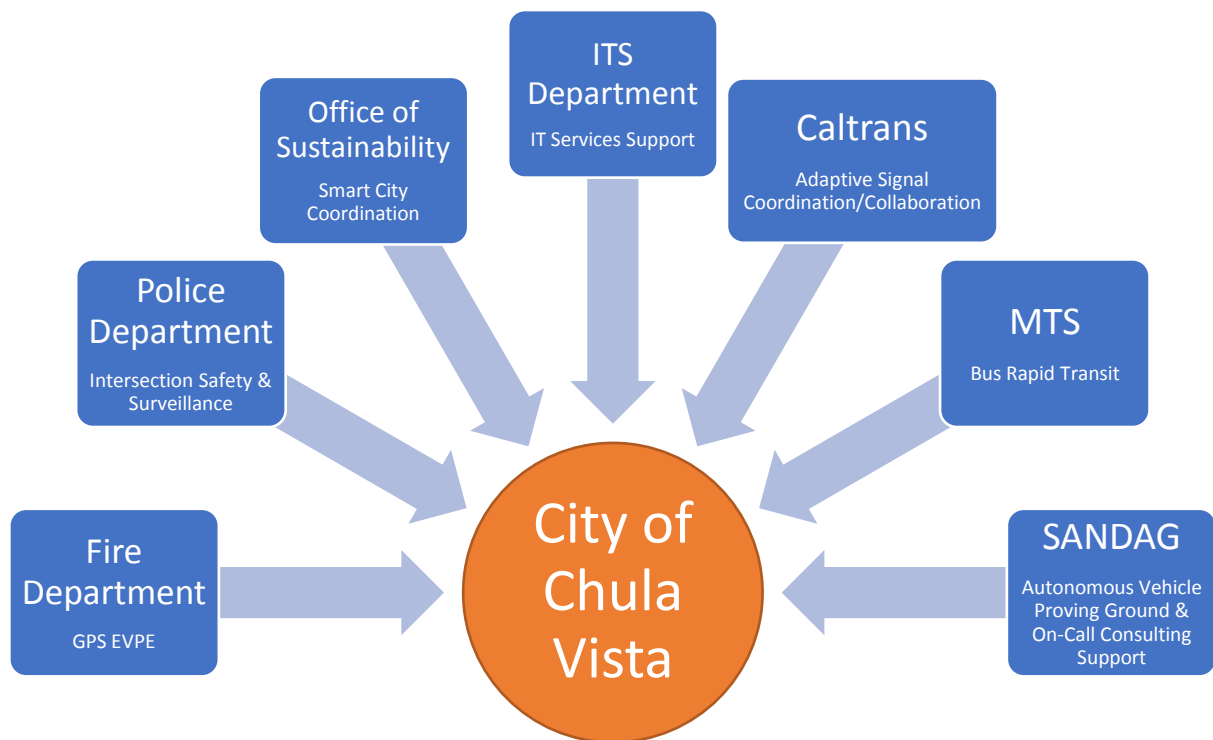 ITS
Department
IT Services Support
Office of
Sustainability
Smart City
Coordination
Caltrans
Adaptive Signal
Coordination/Collaboration
Police
Department
Intersection Safety &
Surveillance
MTS
Bus Rapid Transit
Fire
Department
GPS EVPE
SANDAG
Autonomous Vehicle
Proving Ground &
On-Call Consulting
Support
City of
Chula
Vista